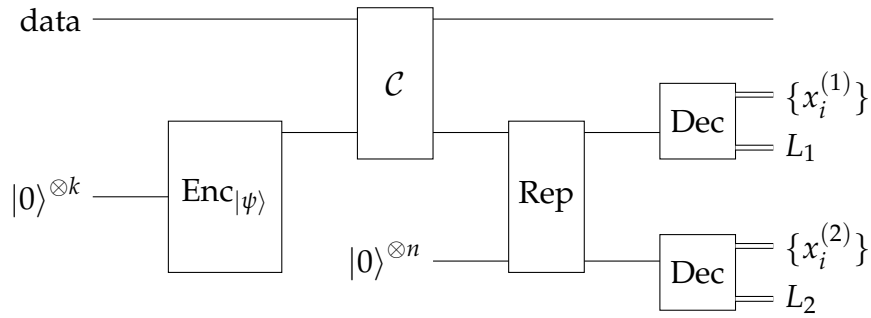 data
𝒞
{x_i^{(1)}}
Dec
L_1
Enc_{|ψ⟩}
|0⟩^{⊗k}
Rep
{x_i^{(2)}}
|0⟩^{⊗n}
Dec
L_2